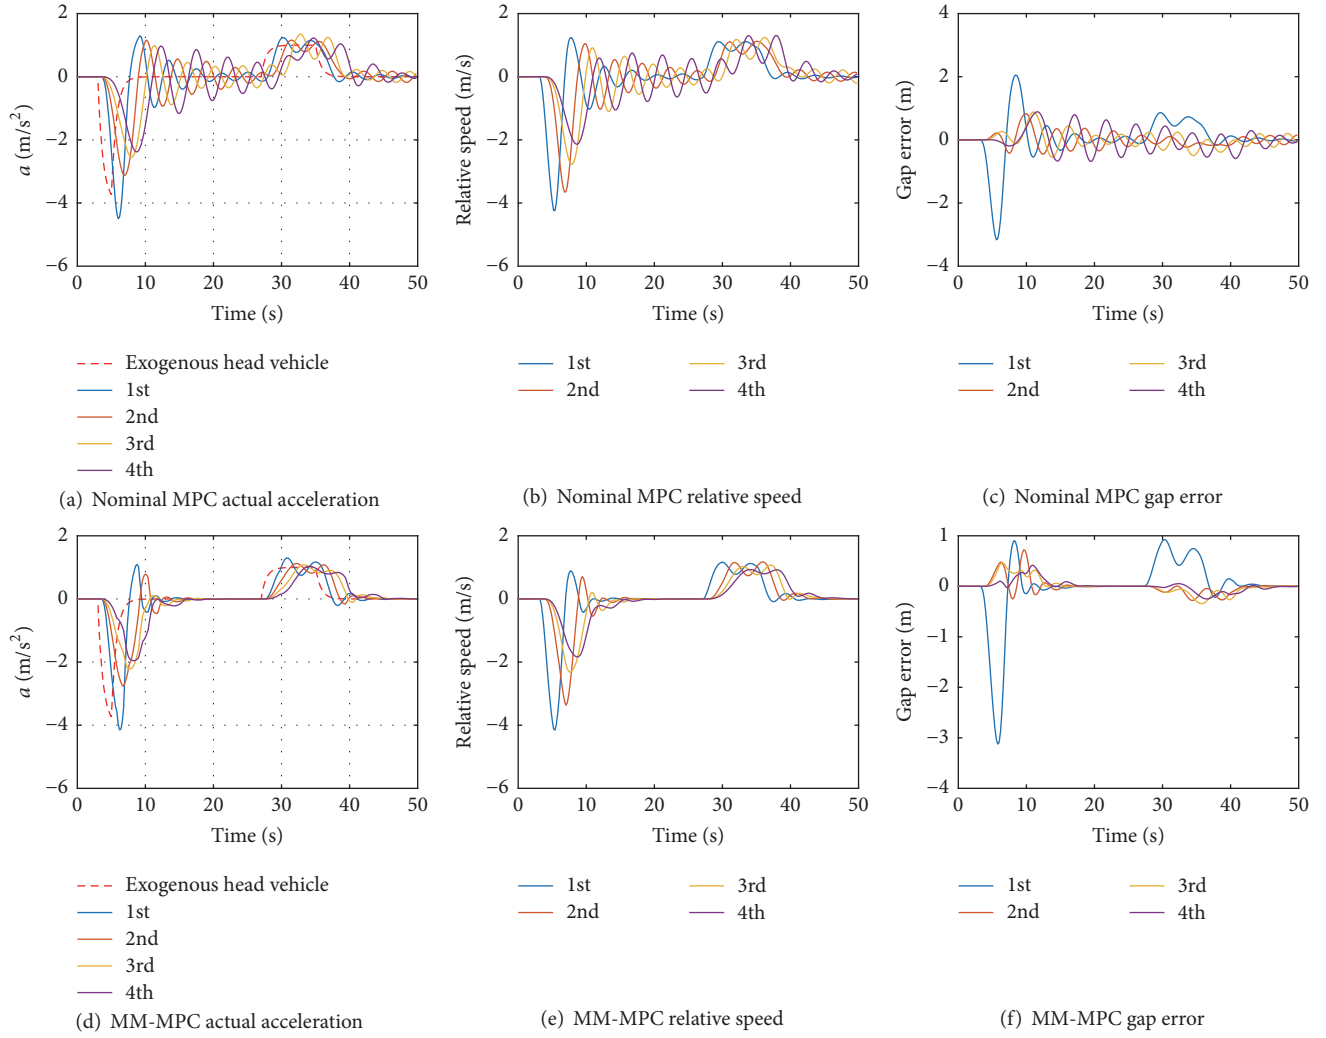 2
0
−2
−4
−6
a (m/s²)
0 10 20 30 40 50
Time (s)
Exogenous head vehicle
1st
2nd
3rd
4th
(a) Nominal MPC actual acceleration
2
0
−2
−4
−6
Relative speed (m/s)
0 10 20 30 40 50
Time (s)
1st
2nd
3rd
4th
(b) Nominal MPC relative speed
4
2
0
−2
−4
Gap error (m)
0 10 20 30 40 50
Time (s)
1st
2nd
3rd
4th
(c) Nominal MPC gap error
2
0
−2
−4
−6
a (m/s²)
0 10 20 30 40 50
Time (s)
Exogenous head vehicle
1st
2nd
3rd
4th
(d) MM-MPC actual acceleration
2
0
−2
−4
−6
Relative speed (m/s)
0 10 20 30 40 50
Time (s)
1st
2nd
3rd
4th
(e) MM-MPC relative speed
1
0
−1
−2
−3
−4
Gap error (m)
0 10 20 30 40 50
Time (s)
1st
2nd
3rd
4th
(f) MM-MPC gap error